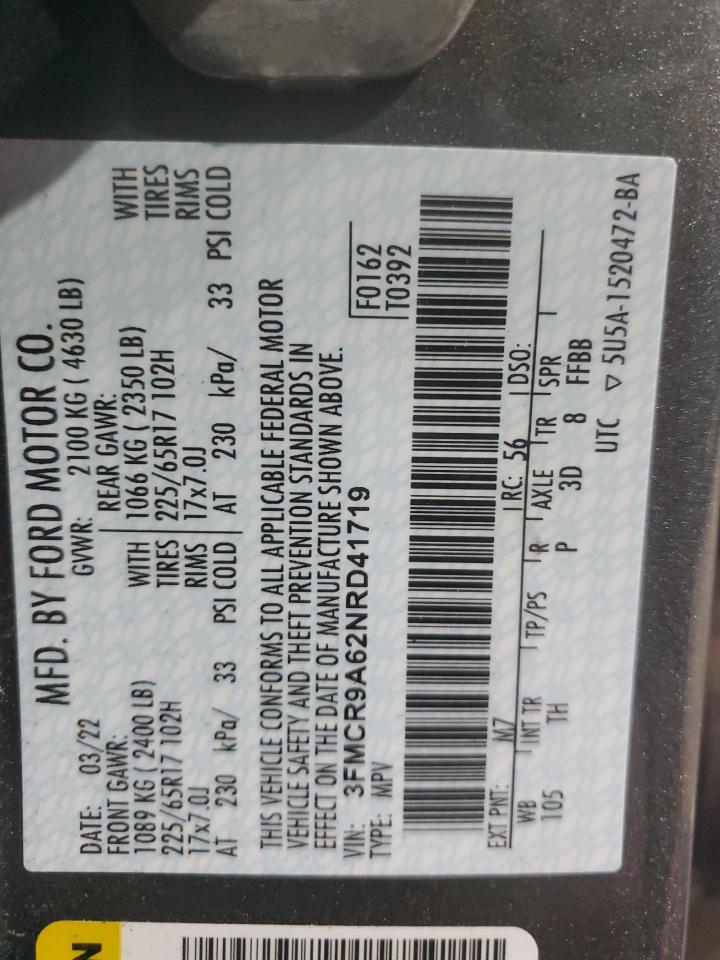 MFD. BY FORD MOTOR CO.
DATE: 03/22 GVWR: 2100 KG ( 4630 LB)
FRONT GAWR: REAR GAWR:
1089 KG ( 2400 LB) WITH 1066 KG ( 2350 LB) WITH
225/65R17 102H TIRES 225/65R17 102H TIRES
17x7.0J RIMS 17x7.0J RIMS
AT 230 kPa/ 33 PSI COLD AT 230 kPa/ 33 PSI COLD
THIS VEHICLE CONFORMS TO ALL APPLICABLE FEDERAL MOTOR
VEHICLE SAFETY AND THEFT PREVENTION STANDARDS IN
EFFECT ON THE DATE OF MANUFACTURE SHOWN ABOVE.
VIN: 3FMCR9A62NRD41719 F0162
TYPE: MPV T0392
EXT PNT: M7 RC: 56 DSO:
WB INT TR TP/PS R AXLE TR SPR
105 TH P 3D 8 FFBB
UTC ▽ 5U5A-1520472-BA
N